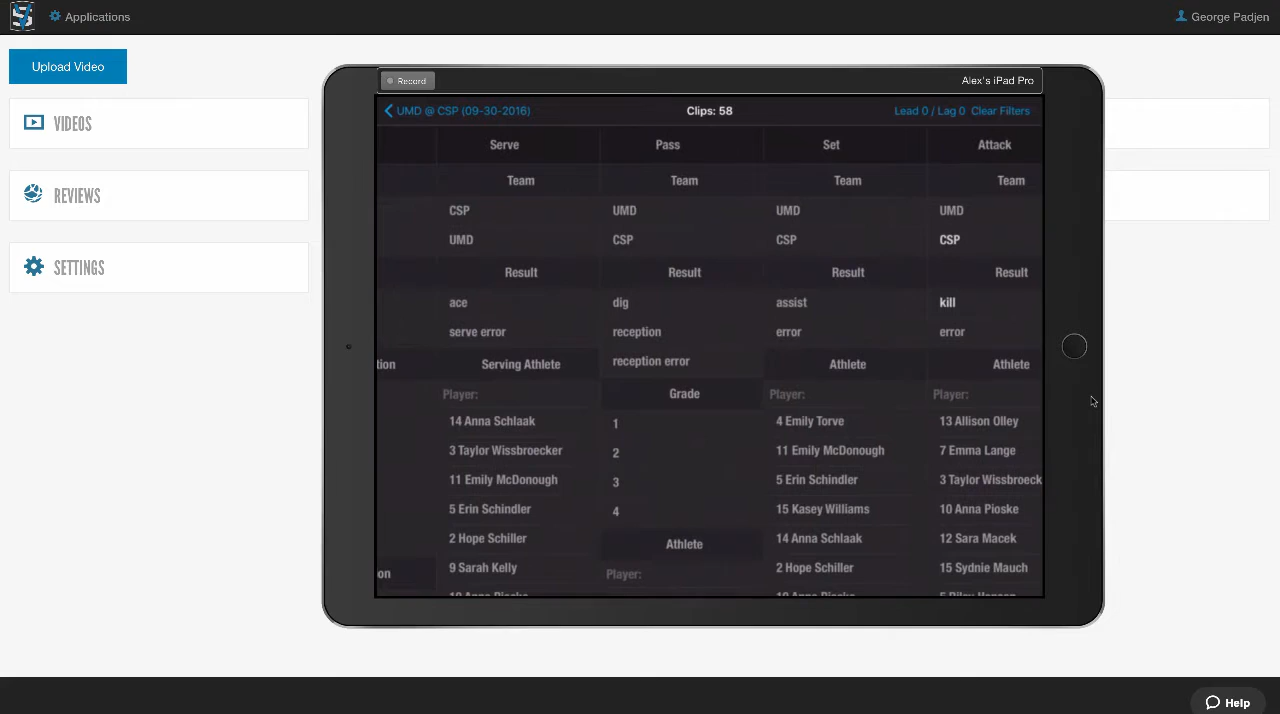 Applications
George Padjen
Upload Video
VIDEOS
REVIEWS
SETTINGS
Record
Alex's iPad Pro
UMD @ CSP (09-30-2016)
Clips: 58
Lead 0 / Lag 0 Clear Filters
Serve
Pass
Set
Attack
Team
Team
Team
Team
CSP
UMD
UMD
UMD
UMD
CSP
CSP
CSP
Result
Result
Result
Result
ace
dig
assist
kill
serve error
reception
error
error
tion
Serving Athlete
reception error
Athlete
Athlete
Player:
Grade
Player:
Player:
14 Anna Schlaak
1
4 Emily Torve
13 Allison Olley
3 Taylor Wissbroecker
2
11 Emily McDonough
7 Emma Lange
11 Emily McDonough
3
5 Erin Schindler
3 Taylor Wissbroeck
5 Erin Schindler
4
15 Kasey Williams
10 Anna Pioske
2 Hope Schiller
Athlete
14 Anna Schlaak
12 Sara Macek
9 Sarah Kelly
2 Hope Schiller
15 Sydnie Mauch
on
Player:
Help